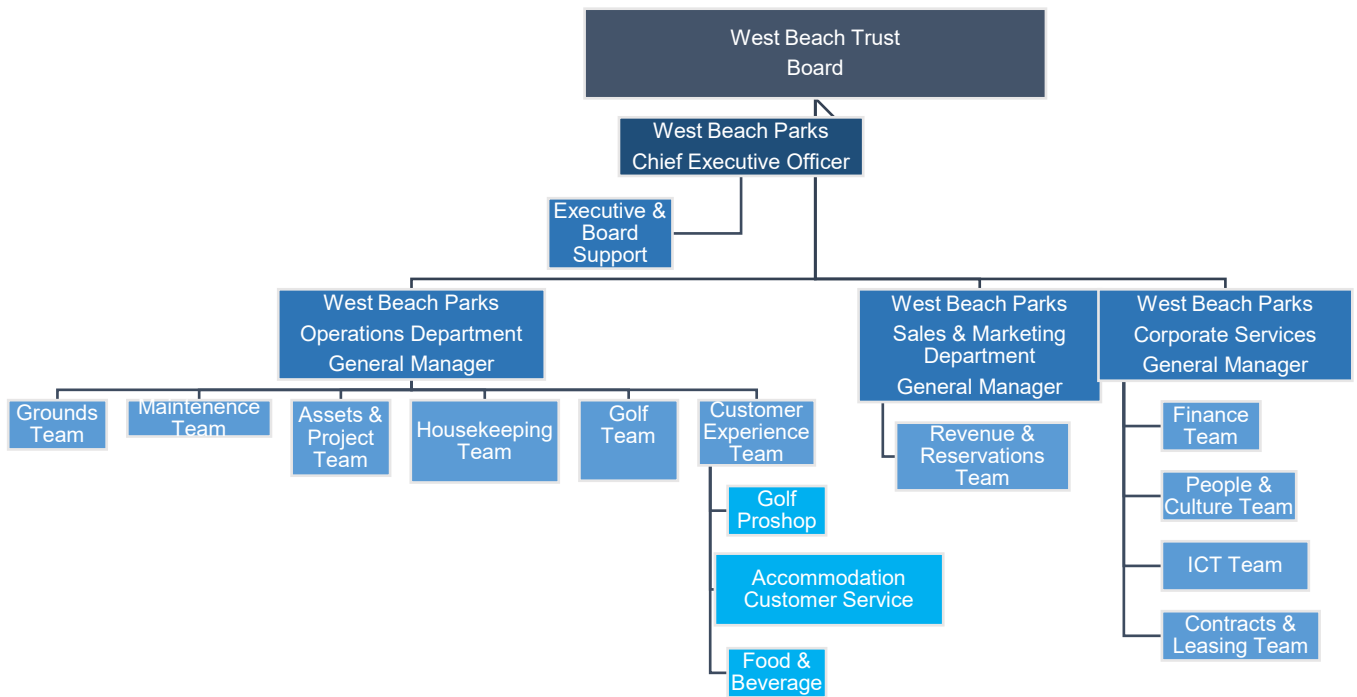 West Beach Trust
Board
West Beach Parks
Chief Executive Officer
Executive &
Board
Support
West Beach Parks
Operations Department
General Manager
West Beach Parks
Sales & Marketing
Department
General Manager
West Beach Parks
Corporate Services
General Manager
Grounds
Team
Maintenence
Team
Assets &
Project
Team
Housekeeping
Team
Golf
Team
Customer
Experience
Team
Golf
Proshop
Accommodation
Customer Service
Food &
Beverage
Revenue &
Reservations
Team
Finance
Team
People &
Culture Team
ICT Team
Contracts &
Leasing Team